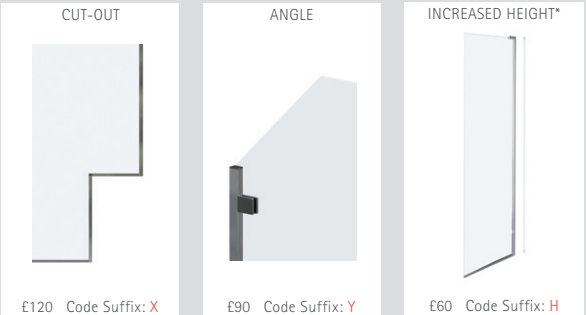 CUT-OUT
£120 Code Suffix: X
ANGLE
£90 Code Suffix: Y
INCREASED HEIGHT*
£60 Code Suffix: H